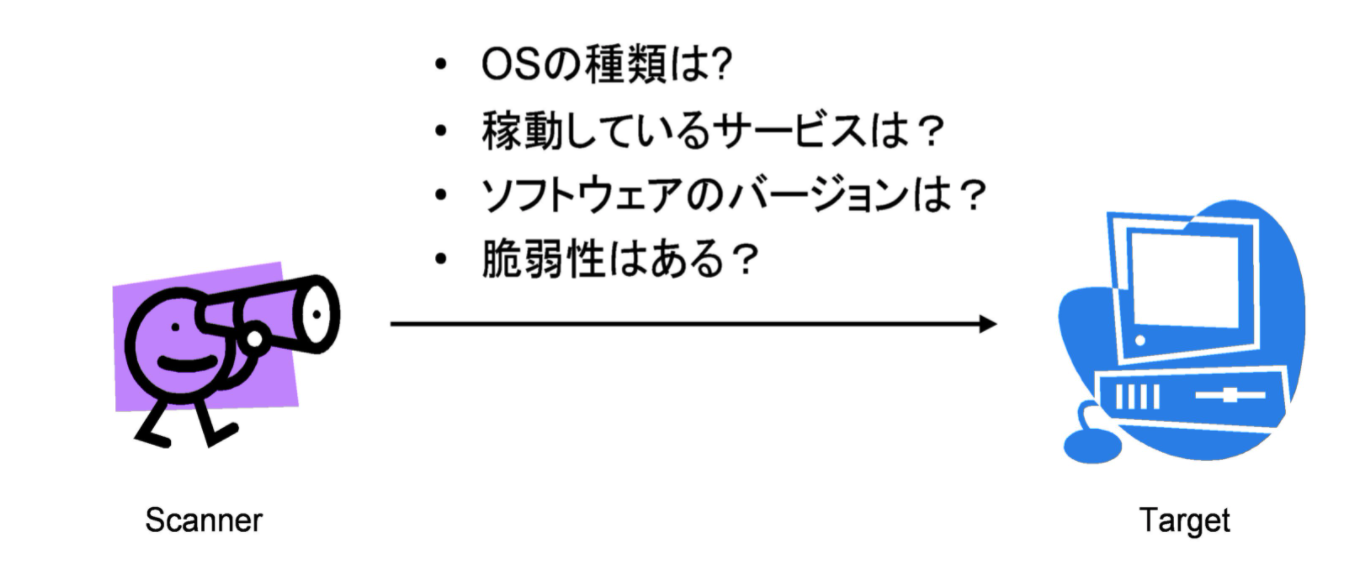 • OSの種類は?
• 稼動しているサービスは？
• ソフトウェアのバージョンは？
• 脆弱性はある？
Scanner
Target